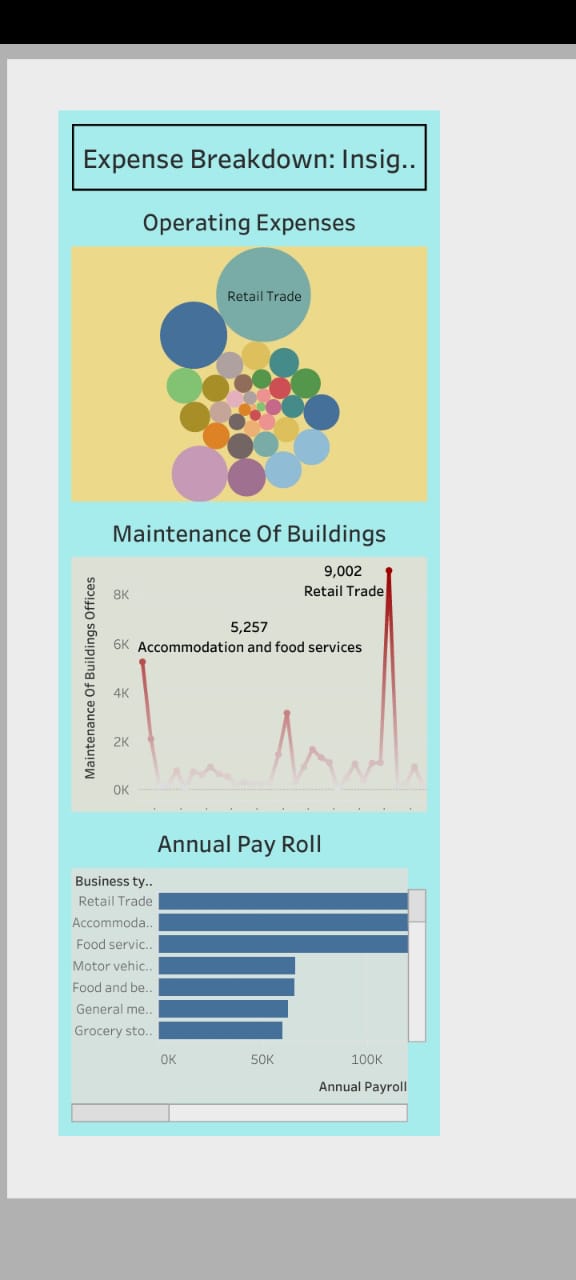 Expense Breakdown: Insig..
Operating Expenses
Retail Trade
Maintenance Of Buildings
Maintenance Of Buildings Offices
8K
6K
4K
2K
0K
9,002
Retail Trade
5,257
Accommodation and food services
Annual Pay Roll
Business ty..
Retail Trade
Accommoda..
Food servic..
Motor vehic..
Food and be..
General me..
Grocery sto..
0K 50K 100K
Annual Payroll